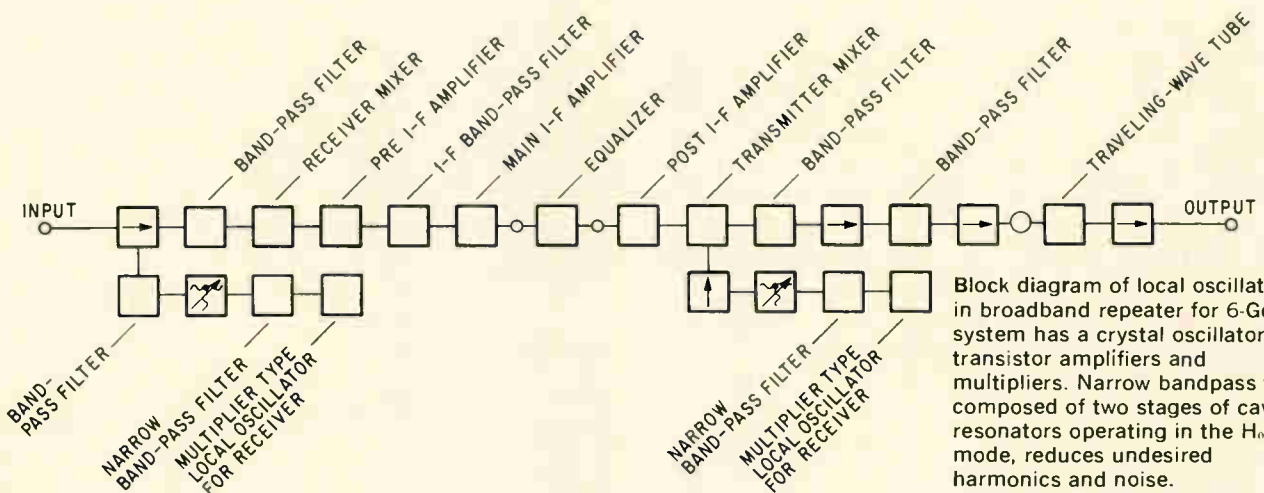 BAND-PASS FILTER
RECEIVER MIXER
PRE I-F AMPLIFIER
I-F BAND-PASS FILTER
MAIN I-F AMPLIFIER
EQUALIZER
POST I-F AMPLIFIER
TRANSMITTER MIXER
BAND-PASS FILTER
BAND-PASS FILTER
TRAVELING-WAVE TUBE
INPUT
OUTPUT
BAND-
PASS FILTER
NARROW
BAND-PASS FILTER
MULTIPLIER TYPE
LOCAL OSCILLATOR
FOR RECEIVER
NARROW
BAND-PASS FILTER
MULTIPLIER TYPE
LOCAL OSCILLATOR
FOR RECEIVER
Block diagram of local
in broadband repeater for
system has a crystal oscillator
transistor amplifiers and
multipliers. Narrow bandpass
composed of two stages of
resonators operating in the
mode, reduces undesired
harmonics and noise.